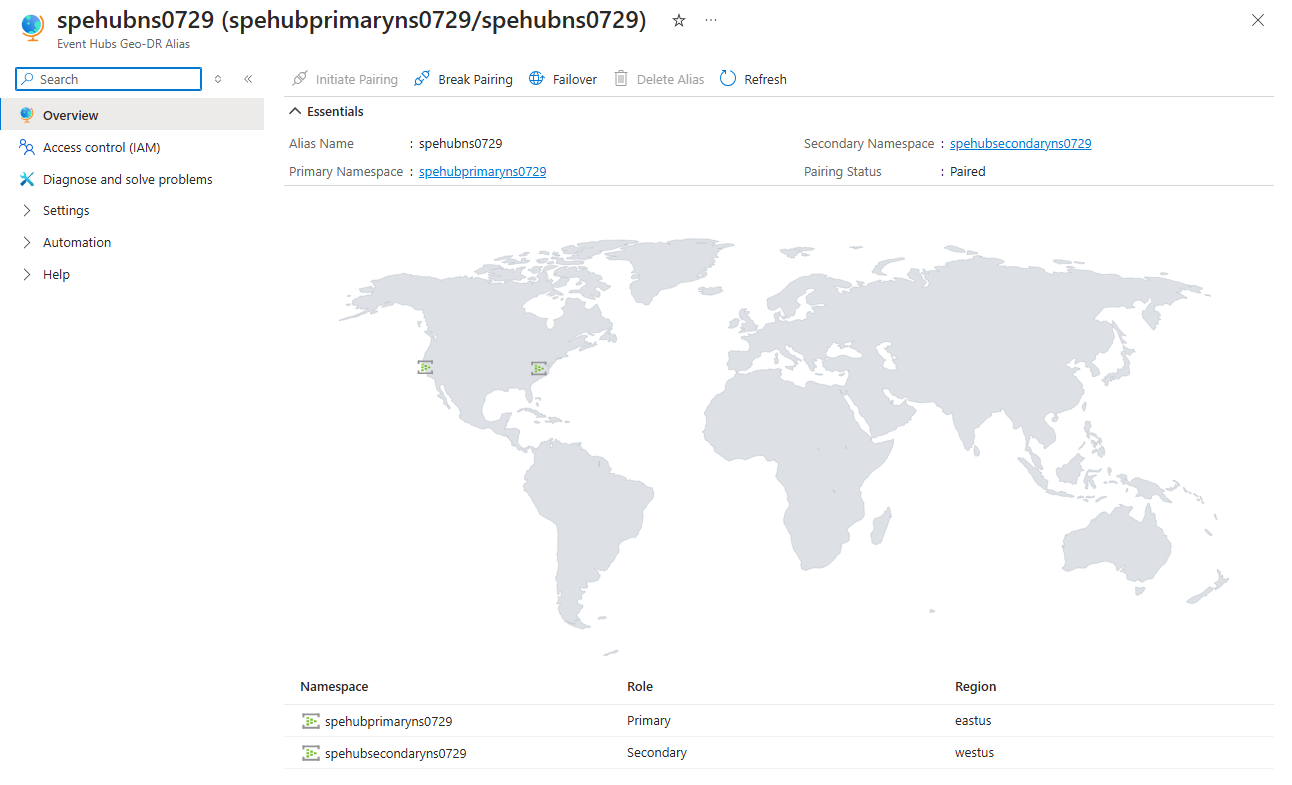 spehubns0729 (spehubprimaryns0729/spehubns0729)
Event Hubs Geo-DR Alias
Search
Initiate Pairing Break Pairing Failover Delete Alias Refresh
Overview
Access control (IAM)
Diagnose and solve problems
Settings
Automation
Help
Essentials
Alias Name : spehubns0729
Secondary Namespace : spehubsecondaryns0729
Primary Namespace : spehubprimaryns0729
Pairing Status : Paired
Namespace Role Region
spehubprimaryns0729 Primary eastus
spehubsecondaryns0729 Secondary westus